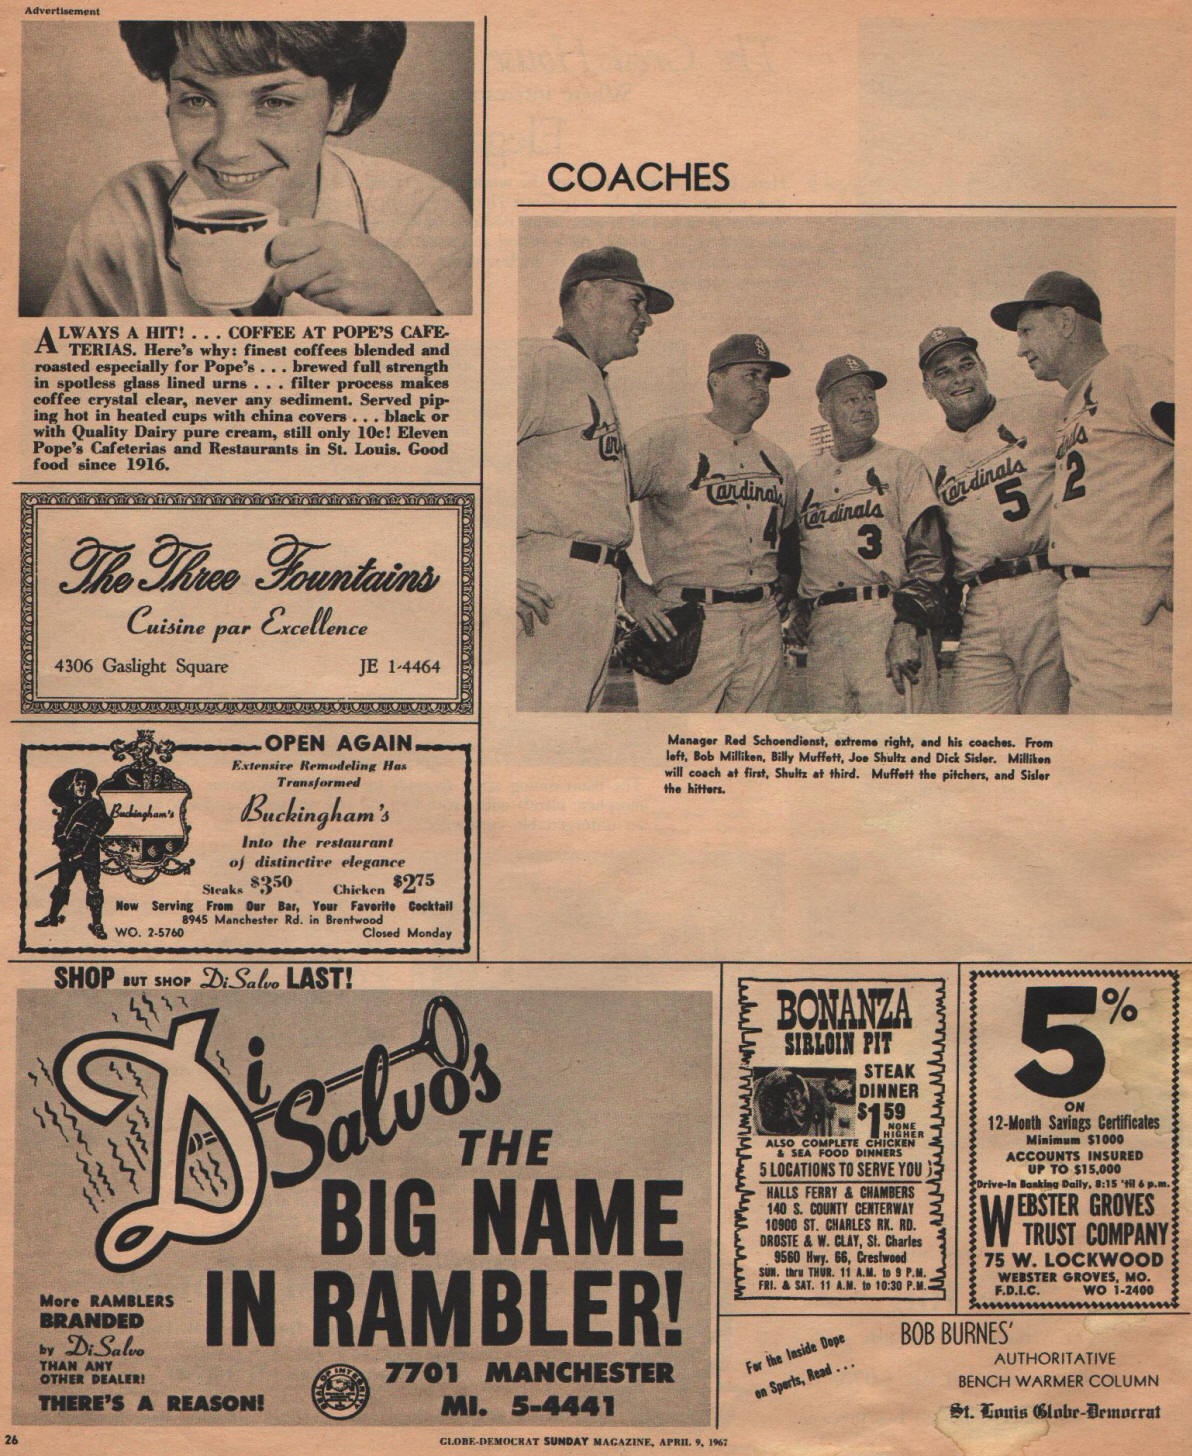 Advertisement
ALWAYS A HIT! . . . COFFEE AT POPE'S CAFE-
TERIAS. Here's why: finest coffees blended and
roasted especially for Pope's . . . brewed full strength
in spotless glass lined urns . . . filter process makes
coffee crystal clear, never any sediment. Served pip-
ing hot in heated cups with china covers . . . black or
with Quality Dairy pure cream, still only 10c! Eleven
Pope's Cafeterias and Restaurants in St. Louis. Good
food since 1916.
The Three Fountains
Cuisine par Excellence
4306 Gaslight Square JE 1-4464
OPEN AGAIN
Extensive Remodeling Has
Transformed
Buckingham's
Buckingham's
Into the restaurant
of distinctive elegance
Steaks $3.50 Chicken $2.75
Now Serving From Our Bar, Your Favorite Cocktail
8945 Manchester Rd. in Brentwood
WO. 2-5760 Closed Monday
COACHES
Cardinals
4
Cardinals
3
Cardinals
5
2
Manager Red Schoendienst, extreme right, and his coaches. From
left, Bob Milliken, Billy Muffett, Joe Shultz and Dick Sisler. Milliken
will coach at first, Shultz at third. Muffett the pitchers, and Sisler
the hitters.
SHOP BUT SHOP DiSalvo LAST!
Di Salvo's
THE
BIG NAME
IN RAMBLER!
More RAMBLERS
BRANDED
by DiSalvo
THAN ANY
OTHER DEALER!
THERE'S A REASON!
SEAL OF INTEGRITY
7701 MANCHESTER
MI. 5-4441
BONANZA
SIRLOIN PIT
STEAK
DINNER
$1.59
NONE
HIGHER
ALSO COMPLETE CHICKEN
& SEA FOOD DINNERS
5 LOCATIONS TO SERVE YOU
HALLS FERRY & CHAMBERS
140 S. COUNTY CENTERWAY
10900 ST. CHARLES RK. RD.
DROSTE & W. CLAY, St. Charles
9560 Hwy. 66, Crestwood
SUN. thru THUR. 11 A.M. to 9 P.M.
FRI. & SAT. 11 A.M. to 10:30 P.M.
5%
ON
12-Month Savings Certificates
Minimum $1000
ACCOUNTS INSURED
UP TO $15,000
Drive-In Banking Daily, 8:15 'til 6 p.m.
WEBSTER GROVES
TRUST COMPANY
75 W. LOCKWOOD
WEBSTER GROVES, MO.
F.D.I.C. WO 1-2400
For the Inside Dope
on Sports, Read . . .
BOB BURNES'
AUTHORITATIVE
BENCH WARMER COLUMN
St. Louis Globe-Democrat
26
GLOBE-DEMOCRAT SUNDAY MAGAZINE, APRIL 9, 1967